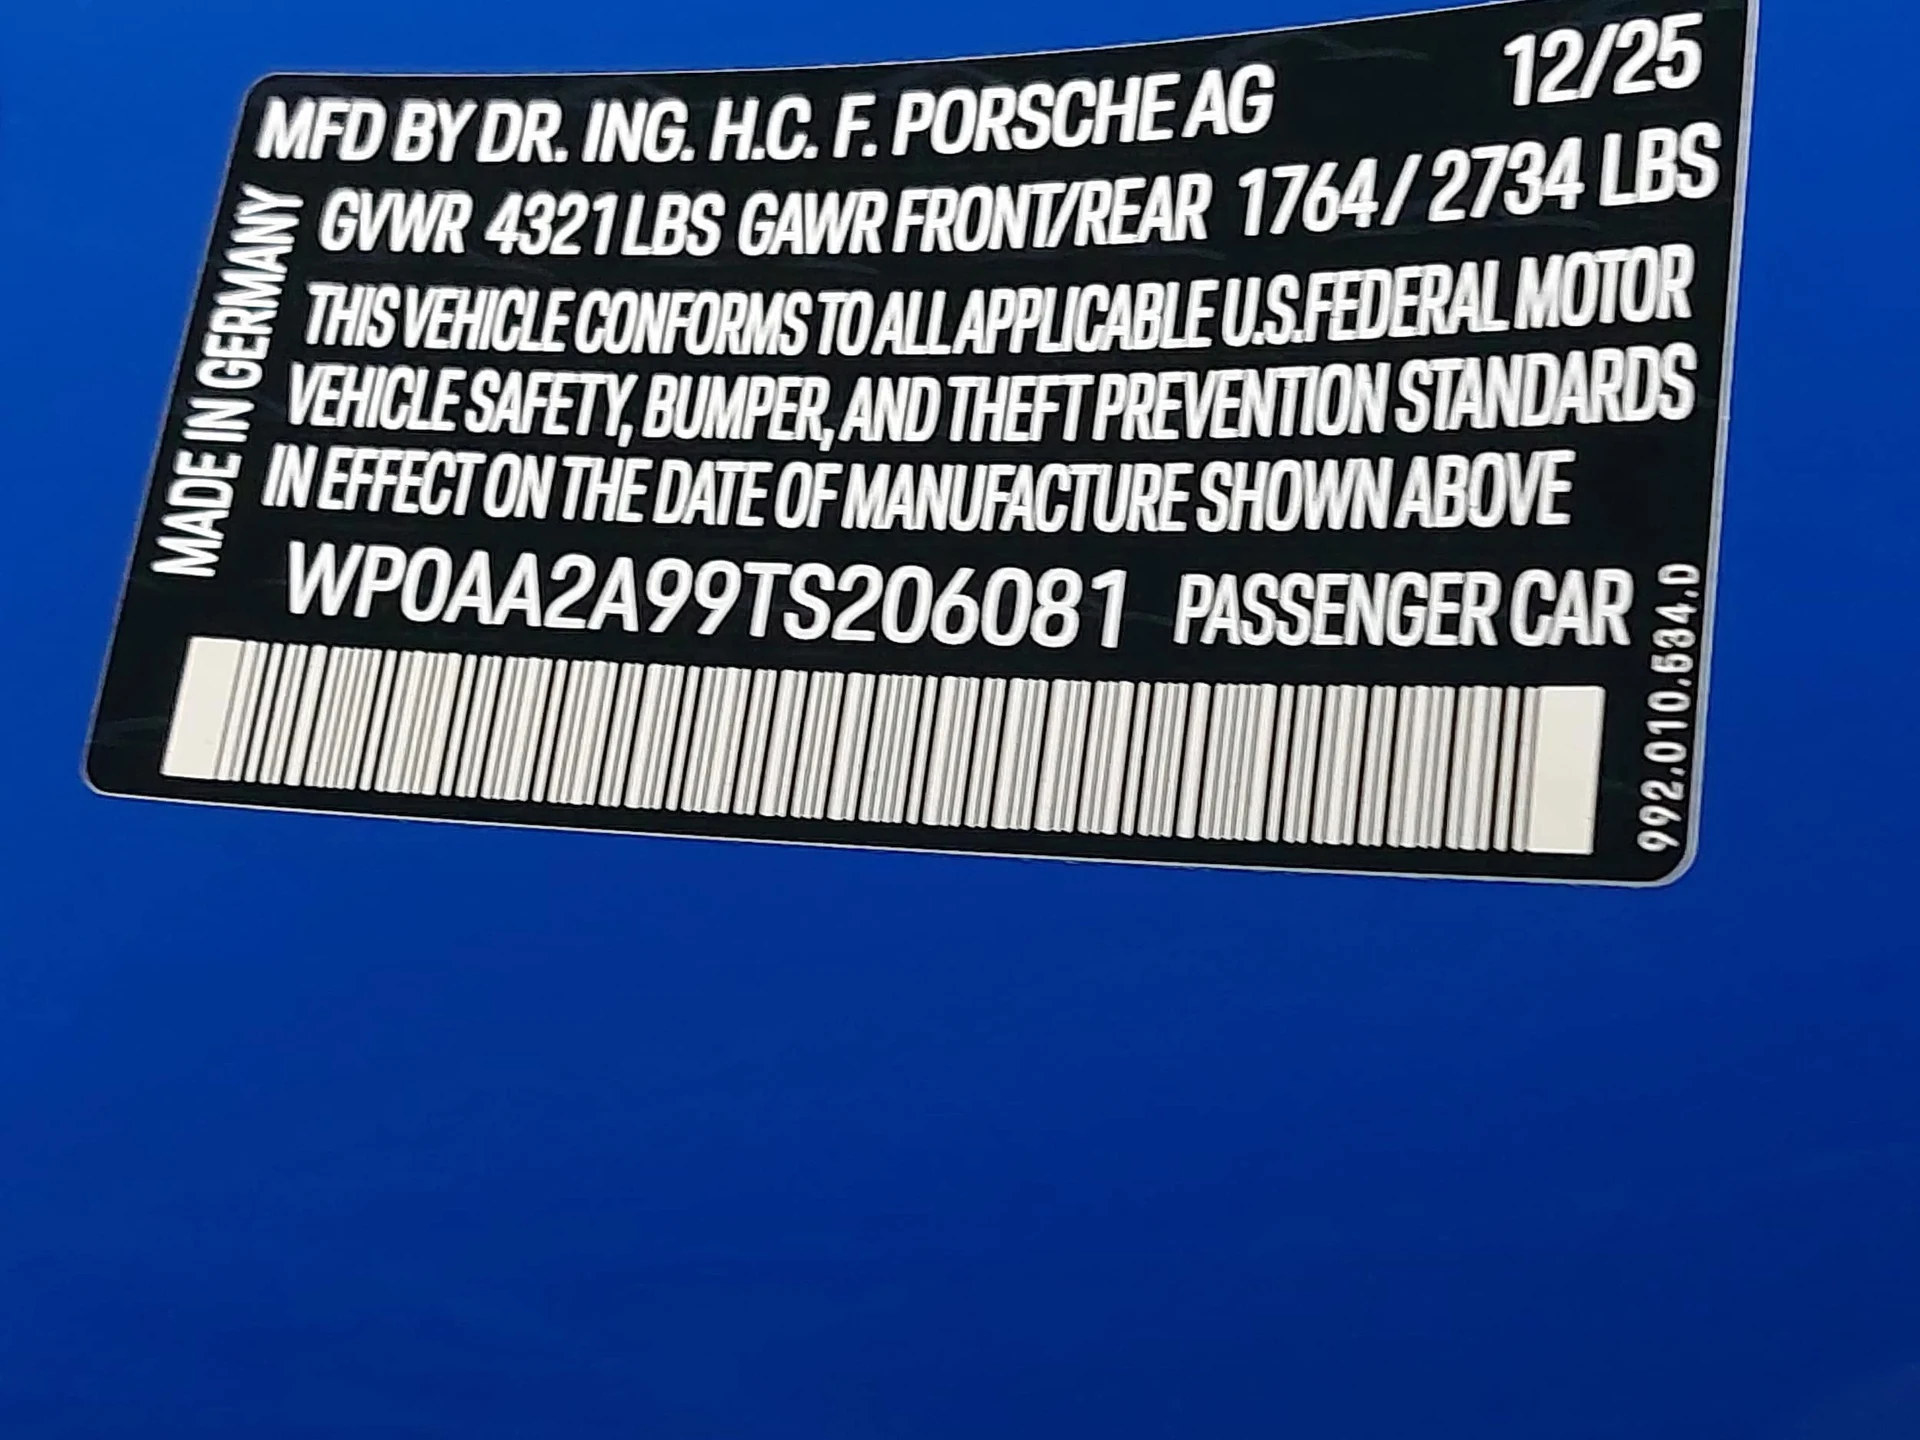 MFD BY DR. ING. H.C. F. PORSCHE AG 12/25
GVWR 4321 LBS GAWR FRONT/REAR 1764 / 2734 LBS
THIS VEHICLE CONFORMS TO ALL APPLICABLE U.S. FEDERAL MOTOR
VEHICLE SAFETY, BUMPER, AND THEFT PREVENTION STANDARDS
IN EFFECT ON THE DATE OF MANUFACTURE SHOWN ABOVE
WP0AA2A99TS206081 PASSENGER CAR
MADE IN GERMANY
992.010.534.D